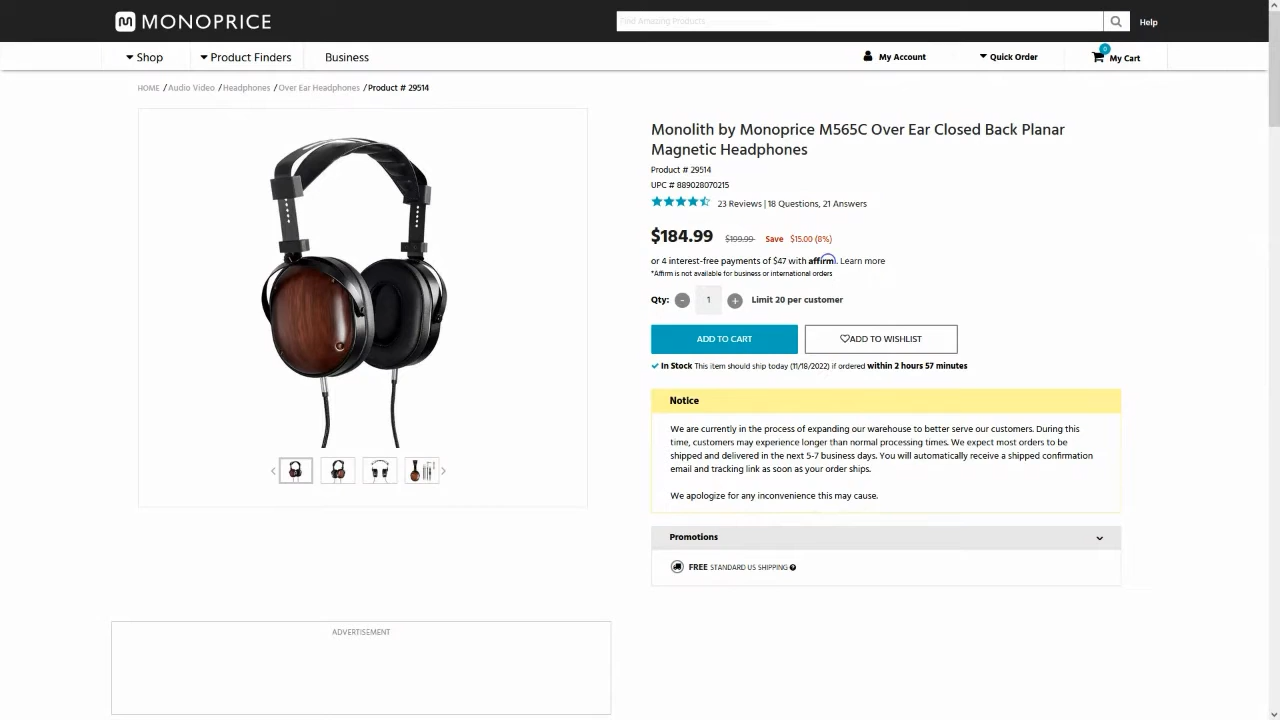 MONOPRICE
Find Amazing Products
Help
Shop
Product Finders
Business
My Account
Quick Order
0
My Cart
HOME / Audio Video / Headphones / Over Ear Headphones / Product # 29514
Monolith by Monoprice M565C Over Ear Closed Back Planar
Magnetic Headphones
Product # 29514
UPC # 889028070215
23 Reviews | 18 Questions, 21 Answers
$184.99 $199.99 Save $15.00 (8%)
or 4 interest-free payments of $47 with affirm. Learn more
*Affirm is not available for business or international orders
Qty: - 1 + Limit 20 per customer
ADD TO CART
ADD TO WISHLIST
In Stock This item should ship today (11/18/2022) if ordered within 2 hours 57 minutes
Notice
We are currently in the process of expanding our warehouse to better serve our customers. During this
time, customers may experience longer than normal processing times. We expect most orders to be
shipped and delivered in the next 5-7 business days. You will automatically receive a shipped confirmation
email and tracking link as soon as your order ships.
We apologize for any inconvenience this may cause.
Promotions
FREE STANDARD US SHIPPING
ADVERTISEMENT